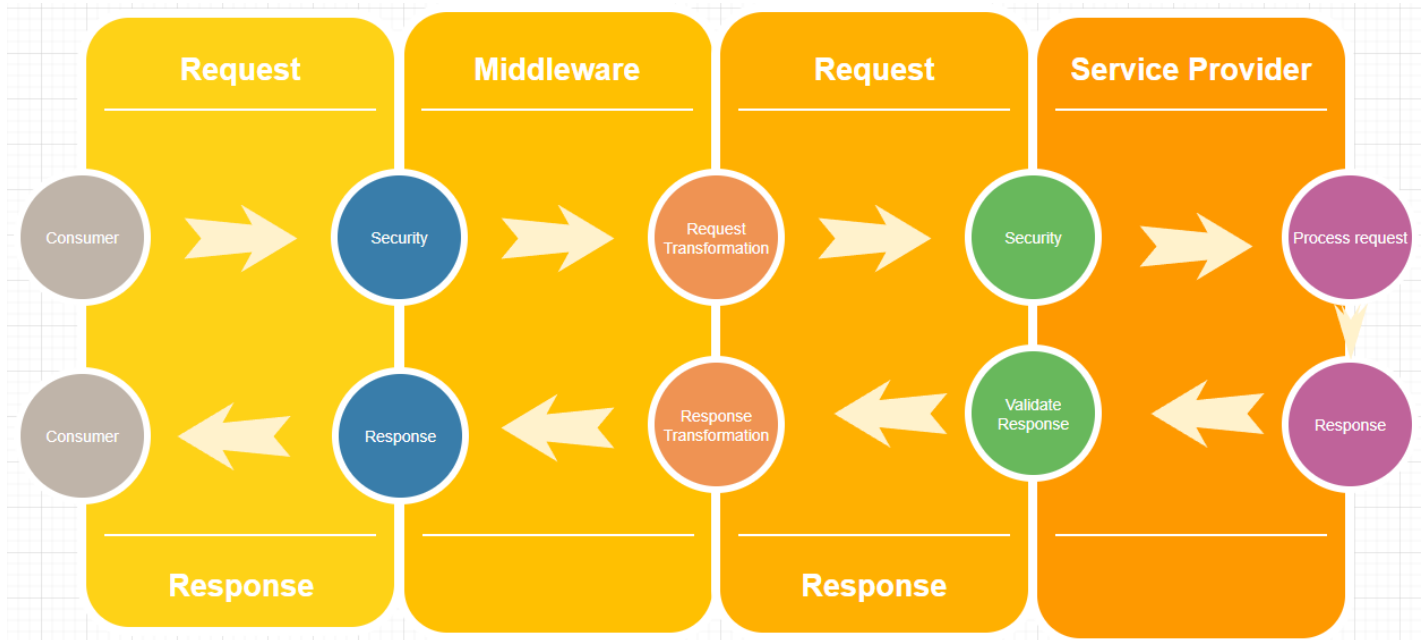 Request
Middleware
Request
Service Provider
Consumer
Security
Request
Transformation
Security
Process request
Consumer
Response
Response
Transformation
Validate
Response
Response
Response
Response